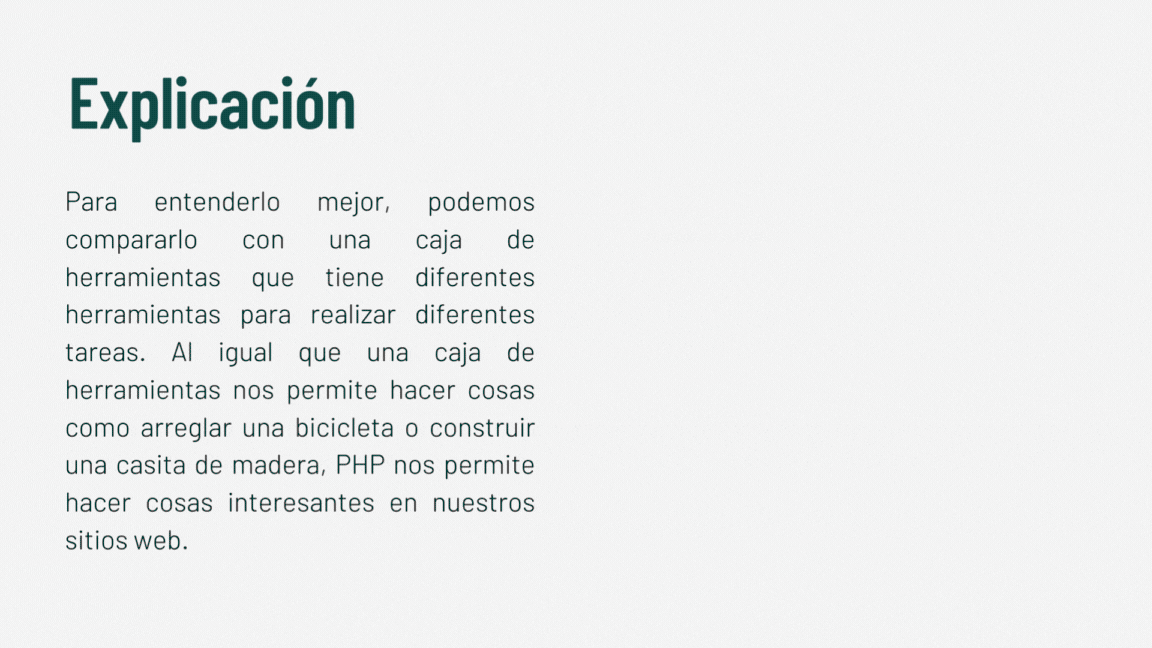 Explicación
Para entenderlo mejor, podemos
compararlo con una caja de
herramientas que tiene diferentes
herramientas para realizar diferentes
tareas. Al igual que una caja de
herramientas nos permite hacer cosas
como arreglar una bicicleta o construir
una casita de madera, PHP nos permite
hacer cosas interesantes en nuestros
sitios web.